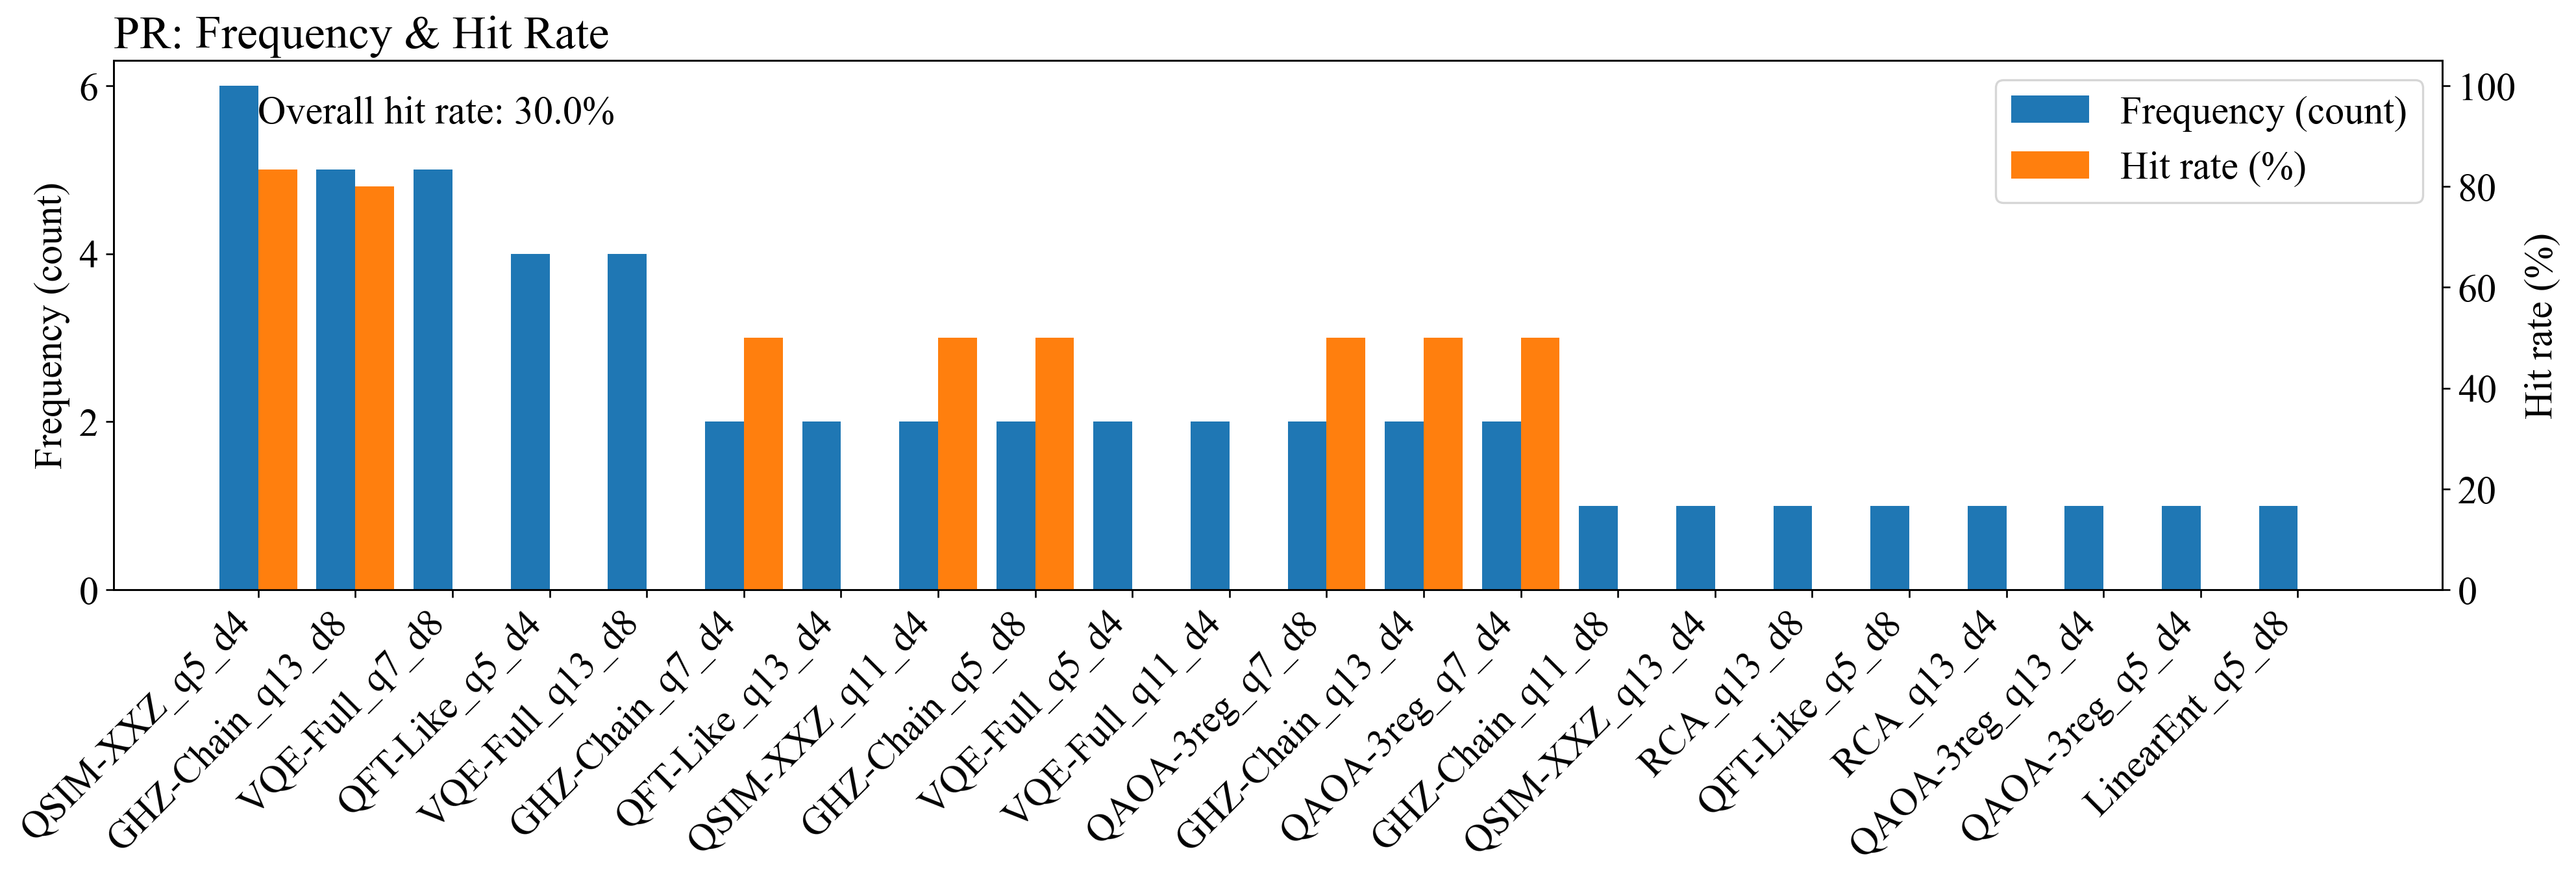 PR: Frequency & Hit Rate
Overall hit rate: 30.0%
Frequency (count)
Hit rate (%)
Frequency (count)
6
4
2
0
100
80
60
40
20
0
Hit rate (%)
QSIM-XXZ_q5_d4
GHZ-Chain_q13_d8
VQE-Full_q7_d8
QFT-Like_q5_d4
VQE-Full_q13_d8
GHZ-Chain_q7_d4
QFT-Like_q13_d4
QSIM-XXZ_q11_d4
GHZ-Chain_q5_d8
VQE-Full_q5_d4
VQE-Full_q11_d4
QAOA-3reg_q7_d8
GHZ-Chain_q13_d4
QAOA-3reg_q7_d4
GHZ-Chain_q11_d8
QSIM-XXZ_q13_d4
RCA_q13_d8
QFT-Like_q5_d8
RCA_q13_d4
QAOA-3reg_q13_d4
QAOA-3reg_q5_d4
LinearEnt_q5_d8